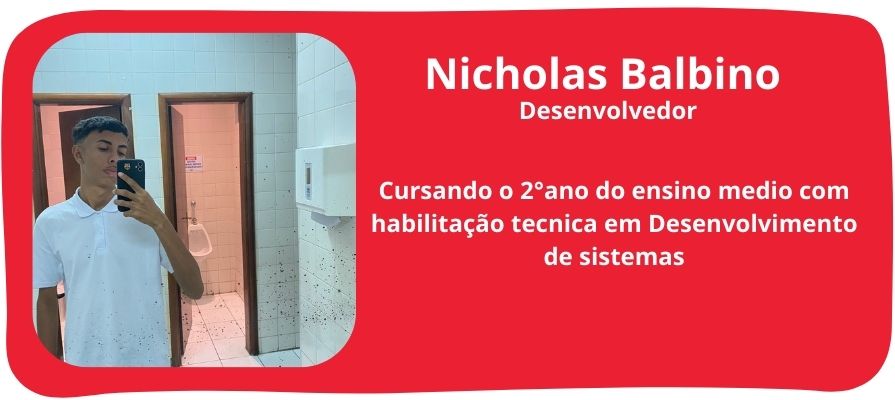 Nicholas Balbino
Desenvolvedor
Cursando o 2°ano do ensino medio com
habilitação tecnica em Desenvolvimento
de sistemas